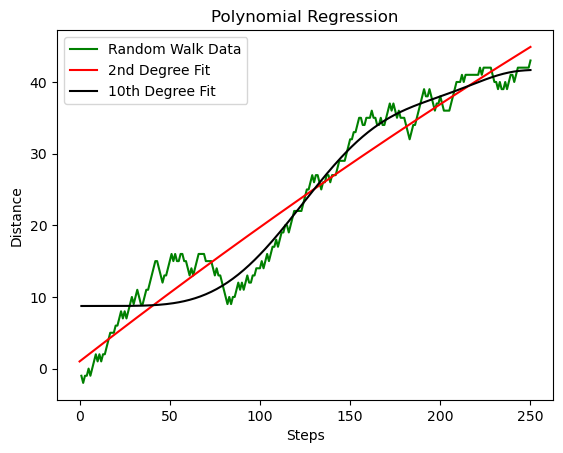 Polynomial Regression
Random Walk Data
2nd Degree Fit
10th Degree Fit
40
30
20
10
0
Distance
0 50 100 150 200 250
Steps